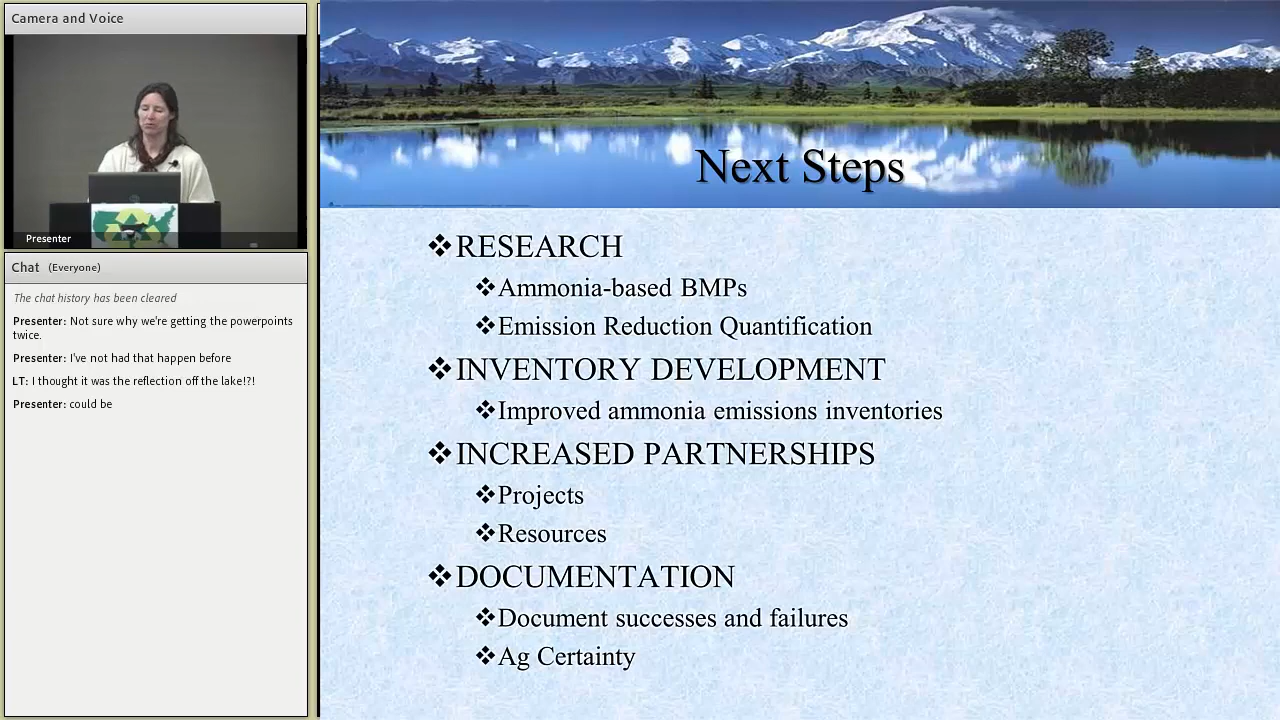 Camera and Voice
Presenter
Chat (Everyone)
The chat history has been cleared
Presenter: Not sure why we're getting the powerpoints
twice.
Presenter: I've not had that happen before
LT: I thought it was the reflection off the lake!?!
Presenter: could be
Next Steps
❖RESEARCH
❖Ammonia-based BMPs
❖Emission Reduction Quantification
❖INVENTORY DEVELOPMENT
❖Improved ammonia emissions inventories
❖INCREASED PARTNERSHIPS
❖Projects
❖Resources
❖DOCUMENTATION
❖Document successes and failures
❖Ag Certainty